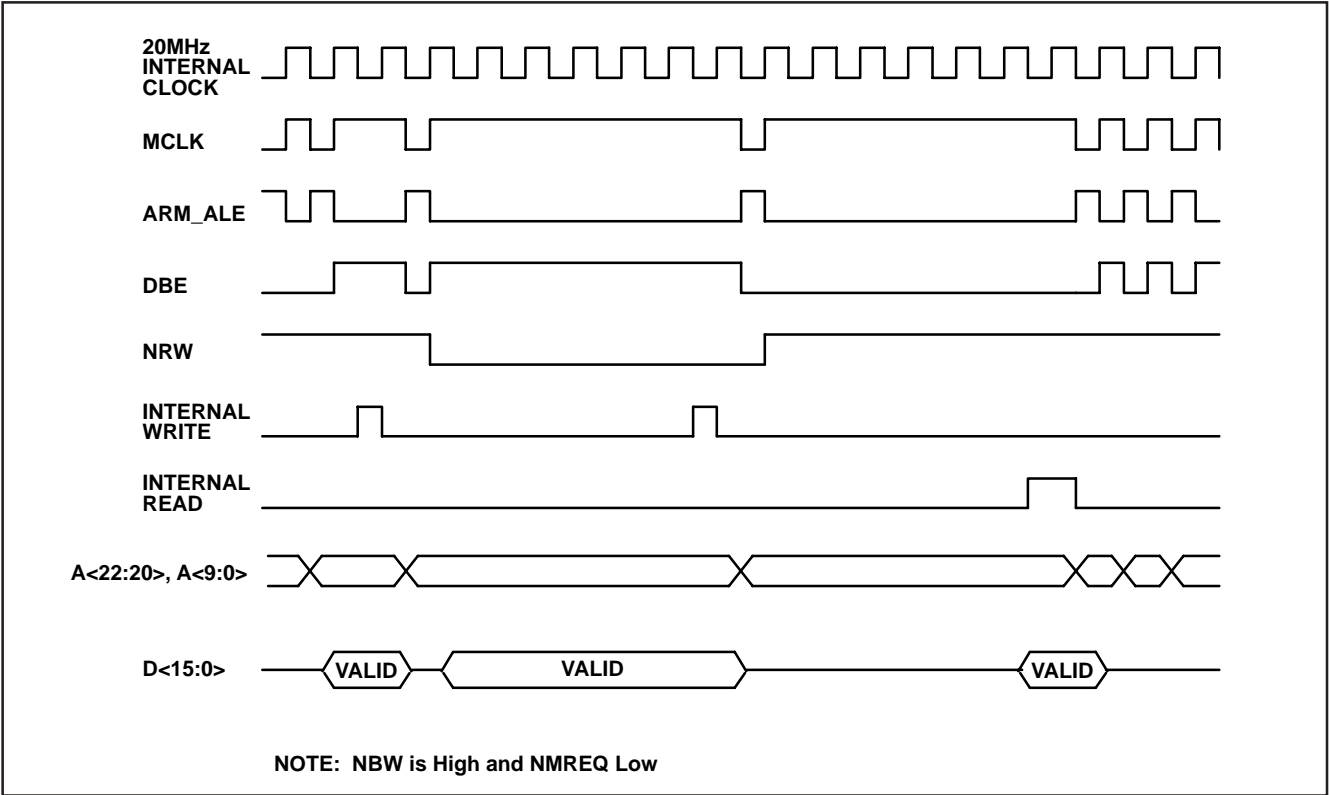 20MHz
INTERNAL
CLOCK
MCLK
ARM_ALE
DBE
NRW
INTERNAL
WRITE
INTERNAL
READ
A<22:20>, A<9:0>
D<15:0>
VALID
VALID
VALID
NOTE: NBW is High and NMREQ Low